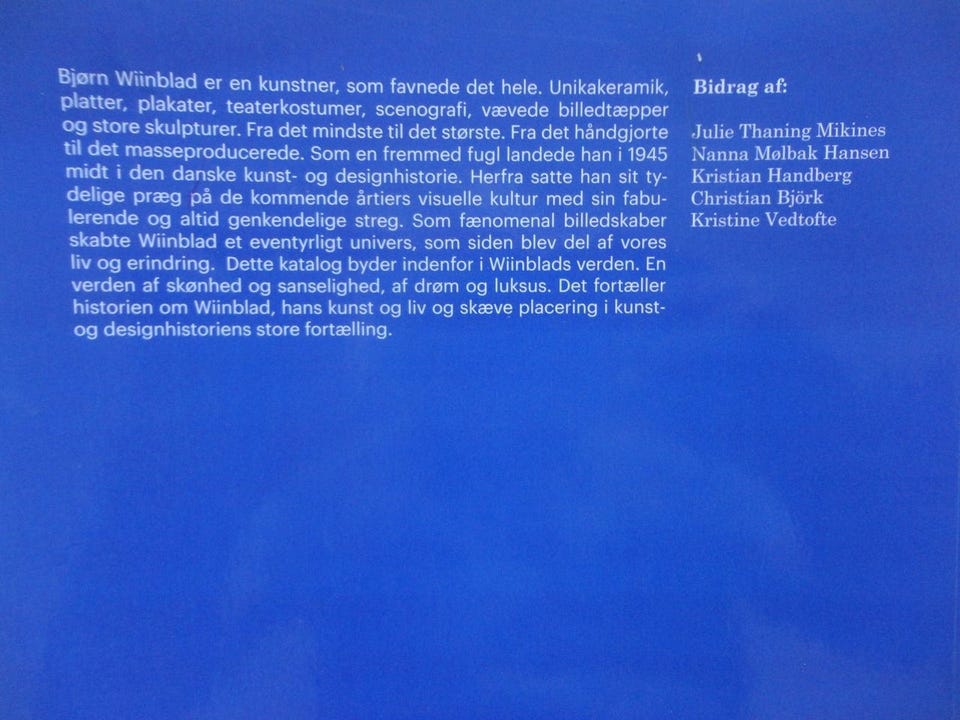 Bjørn Wiinblad er en kunstner, som favnede det hele. Unikakeramik,
platter, plakater, teaterkostumer, scenografi, vævede billedtæpper
og store skulpturer. Fra det mindste til det største. Fra det håndgjorte
til det masseproducerede. Som en fremmed fugl landede han i 1945
midt i den danske kunst- og designhistorie. Herfra satte han sit ty-
delige præg på de kommende årtiers visuelle kultur med sin fabu-
lerende og altid genkendelige streg. Som fænomenal billedskaber
skabte Wiinblad et eventyrligt univers, som siden blev del af vores
liv og erindring. Dette katalog byder indenfor i Wiinblads verden. En
verden af skønhed og sanselighed, af drøm og luksus. Det fortæller
historien om Wiinblad, hans kunst og liv og skæve placering i kunst-
og designhistoriens store fortælling.
Bidrag af:
Julie Thaning Mikines
Nanna Mølbak Hansen
Kristian Handberg
Christian Björk
Kristine Vedtofte